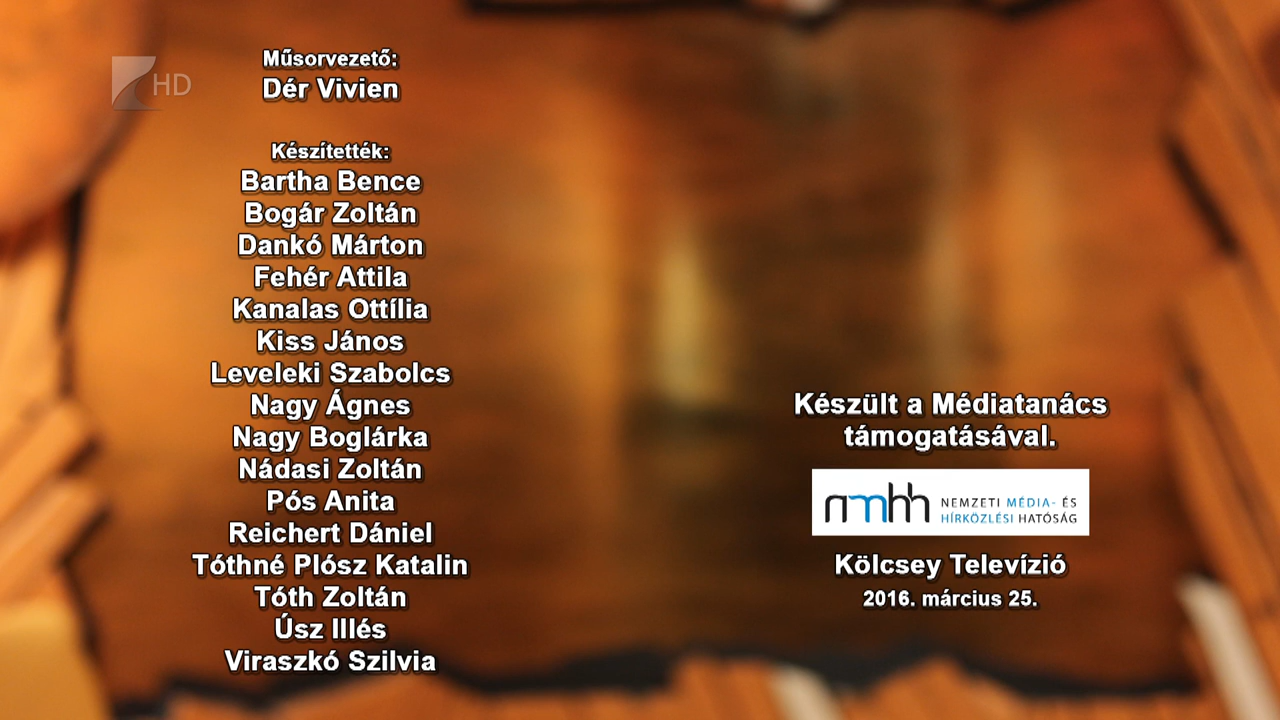 HD
Műsorvezető:
Dér Vivien
Készítették:
Bartha Bence
Bogár Zoltán
Dankó Márton
Fehér Attila
Kanalas Ottília
Kiss János
Leveleki Szabolcs
Nagy Ágnes
Nagy Boglárka
Nádasi Zoltán
Pós Anita
Reichert Dániel
Tóthné Plósz Katalin
Tóth Zoltán
Úsz Illés
Viraszkó Szilvia
Készült a Médiatanács
támogatásával.
nmhh
NEMZETI MÉDIA- ÉS
HÍRKÖZLÉSI HATÓSÁG
Kölcsey Televízió
2016. március 25.